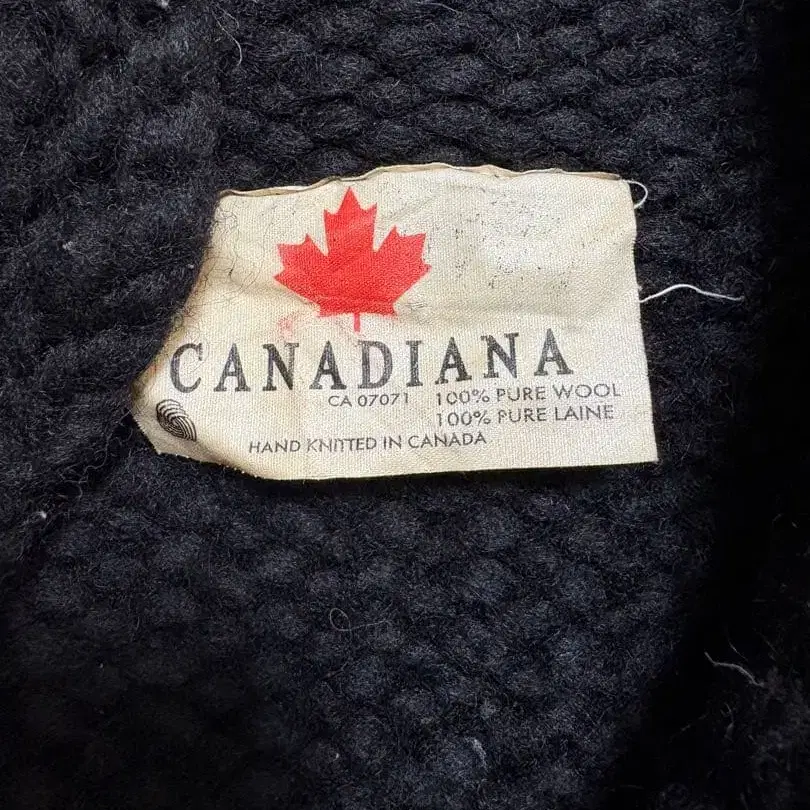 CANADIANA
CA 07071 100% PURE WOOL
100% PURE LAINE
HAND KNITTED IN CANADA